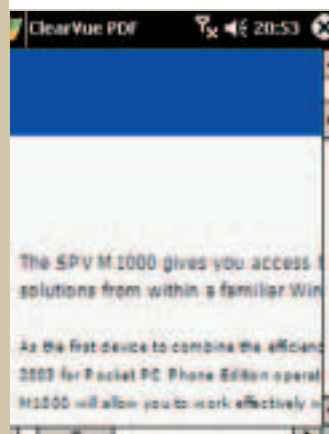 ClearVue PDF 20:53
The SPV M1000 gives you access
solutions from within a familiar Win
As the first device to combine the efficienc
2003 for Pocket PC Phone Edition operat
M1000 will allow you to work effectively